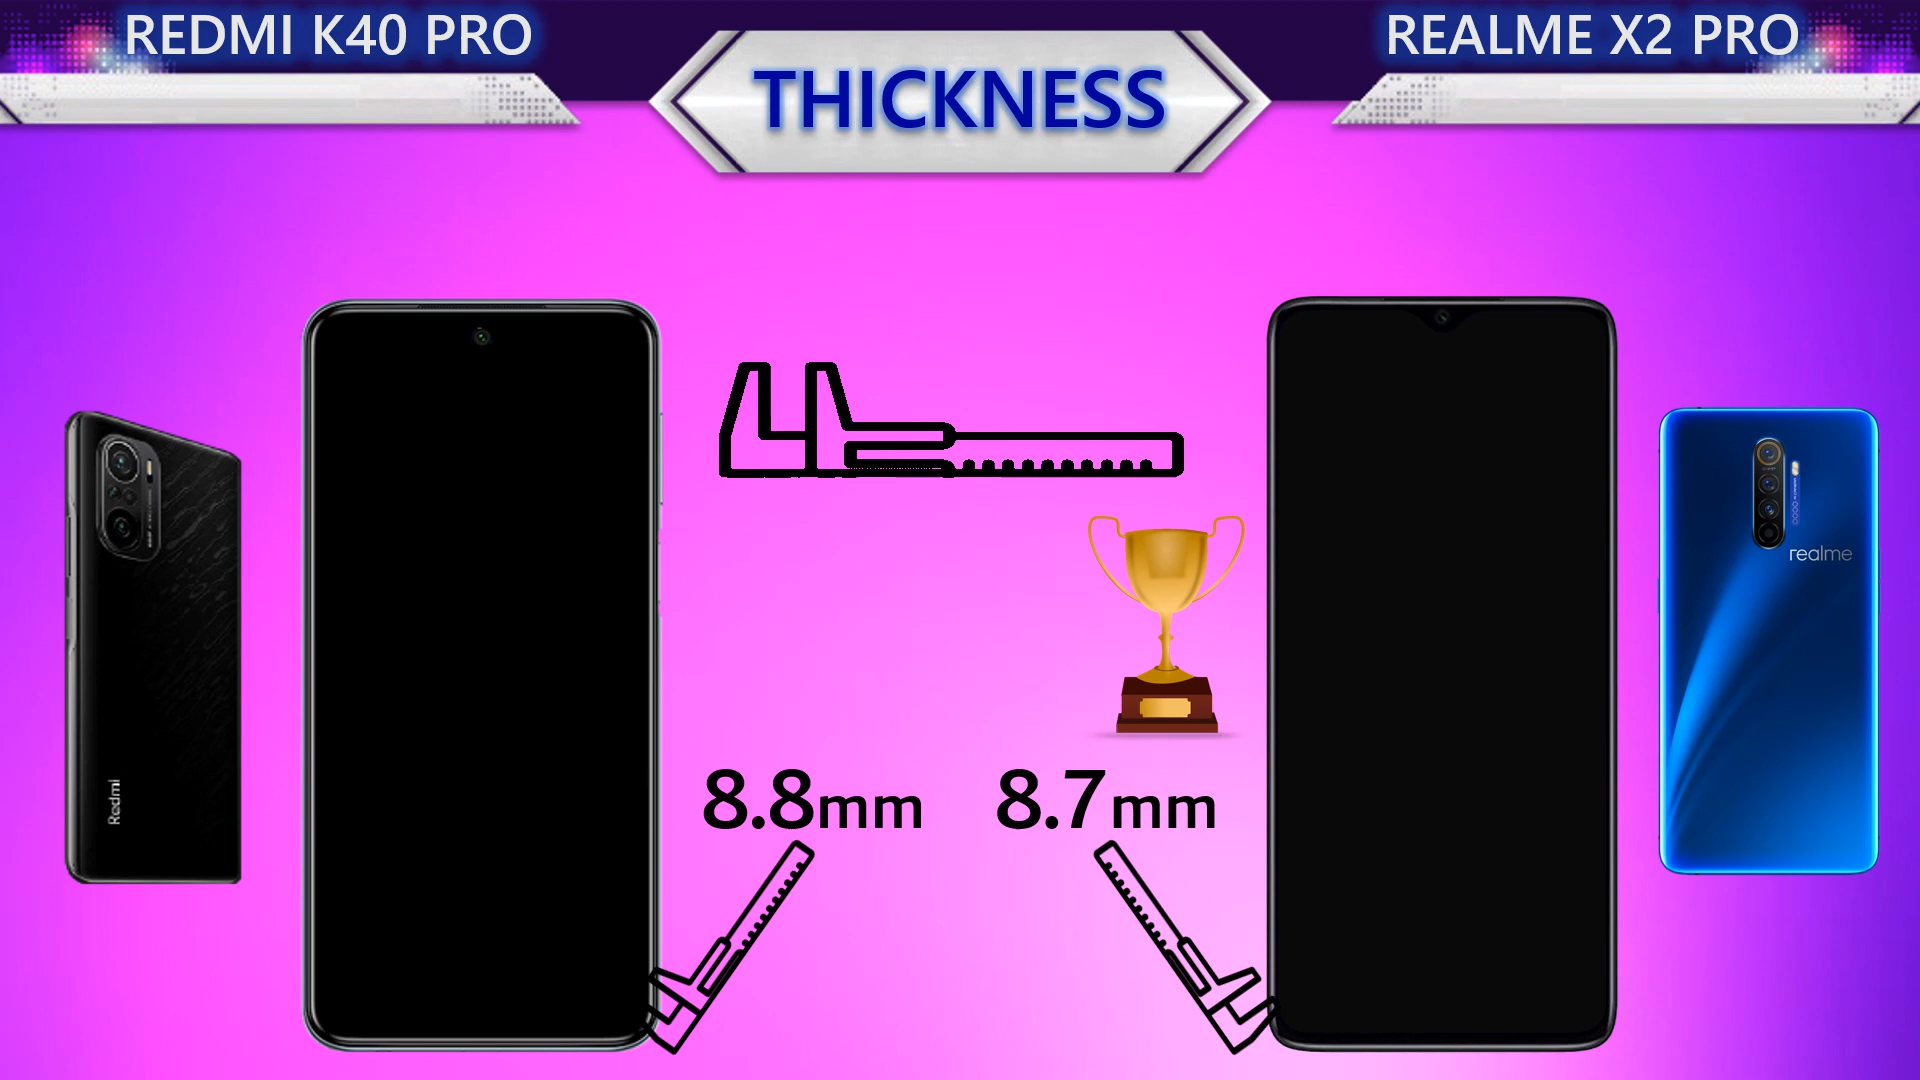 REDMI K40 PRO
THICKNESS
REALME X2 PRO
8.8mm
8.7mm
Redmi
realme